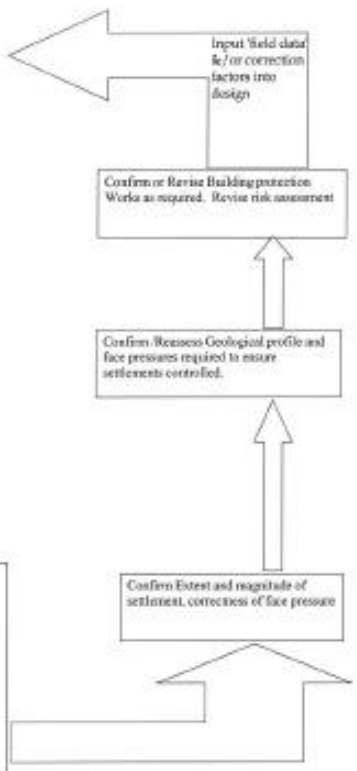 Input 'field data'
&/or correction
factors into
design
Confirm or Revise Building protection
Works as required. Revise risk assessment
Confirm /Reassess Geological profile and
face pressures required to ensure
settlements controlled.
Confirm Extent and magnitude of
settlement, correctness of face pressure